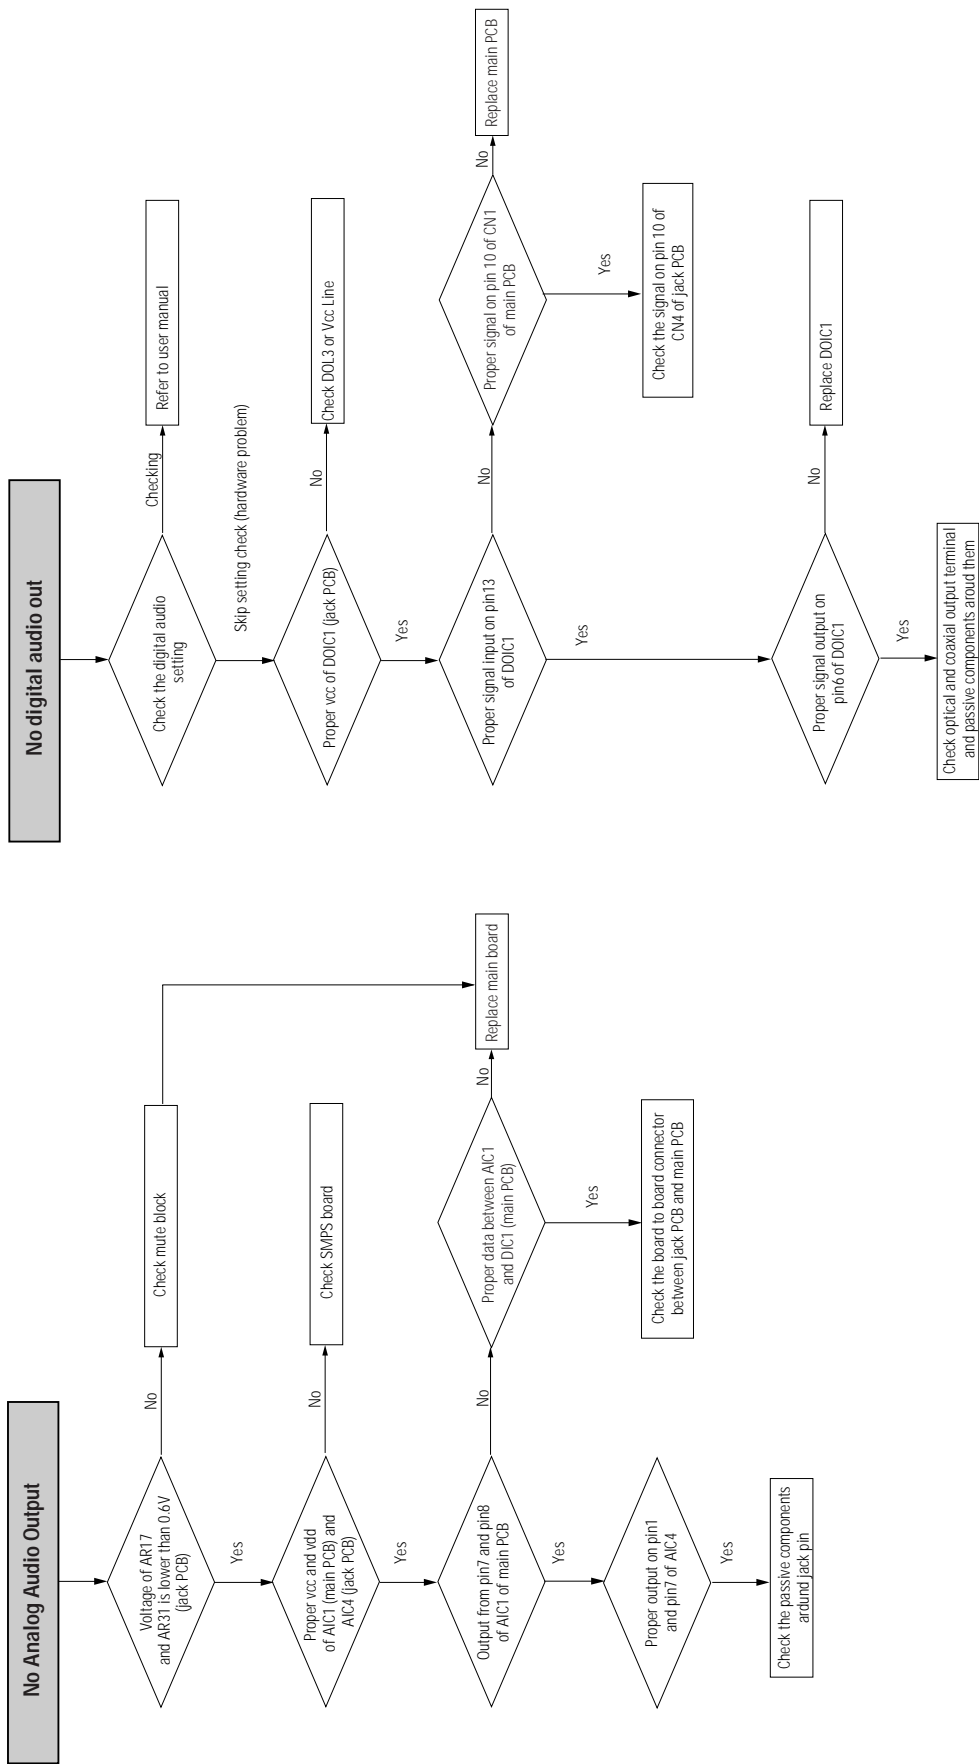 No Analog Audio Output
Voltage of AR17
and AR31 is lower than 0.6V
(jack PCB)
No
Check mute block
Yes
Proper vcc and vdd
of AIC1 (main PCB) and
AIC4 (jack PCB)
No
Check SMPS board
Yes
Output from pin7 and pin8
of AIC1 of main PCB
No
Proper data between AIC1
and DIC1 (main PCB)
No
Replace main board
Yes
Check the board to board connector
between jack PCB and main PCB
Yes
Proper output on pin1
and pin7 of AIC4
Yes
Check the passive components
ardund jack pin
No digital audio out
Check the digital audio
setting
Checking
Refer to user manual
Skip setting check (hardware problem)
Proper vcc of DOIC1 (jack PCB)
No
Check DOL3 or Vcc Line
Yes
Proper signal input on pin13
of DOIC1
No
Proper signal on pin 10 of CN1
of main PCB
No
Replace main PCB
Yes
Check the signal on pin 10 of
CN4 of jack PCB
Yes
Proper signal output on
pin6 of DOIC1
No
Replace DOIC1
Yes
Check optical and coaxial output terminal
and passive components aroud them